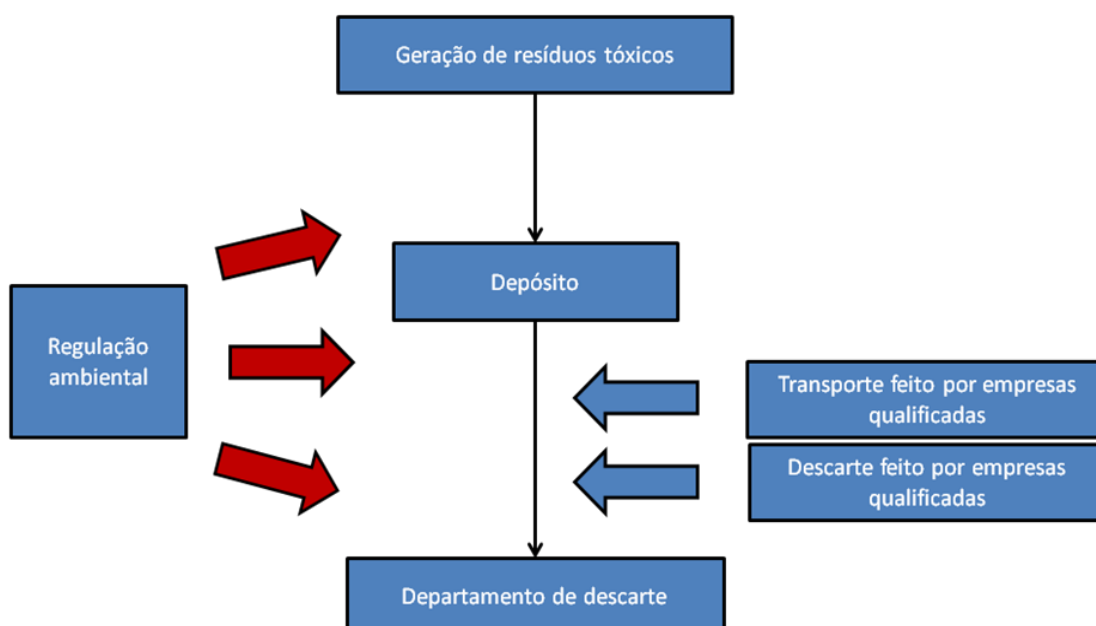 Geração de resíduos tóxicos
Depósito
Regulação
ambiental
Transporte feito por empresas
qualificadas
Descarte feito por empresas
qualificadas
Departamento de descarte